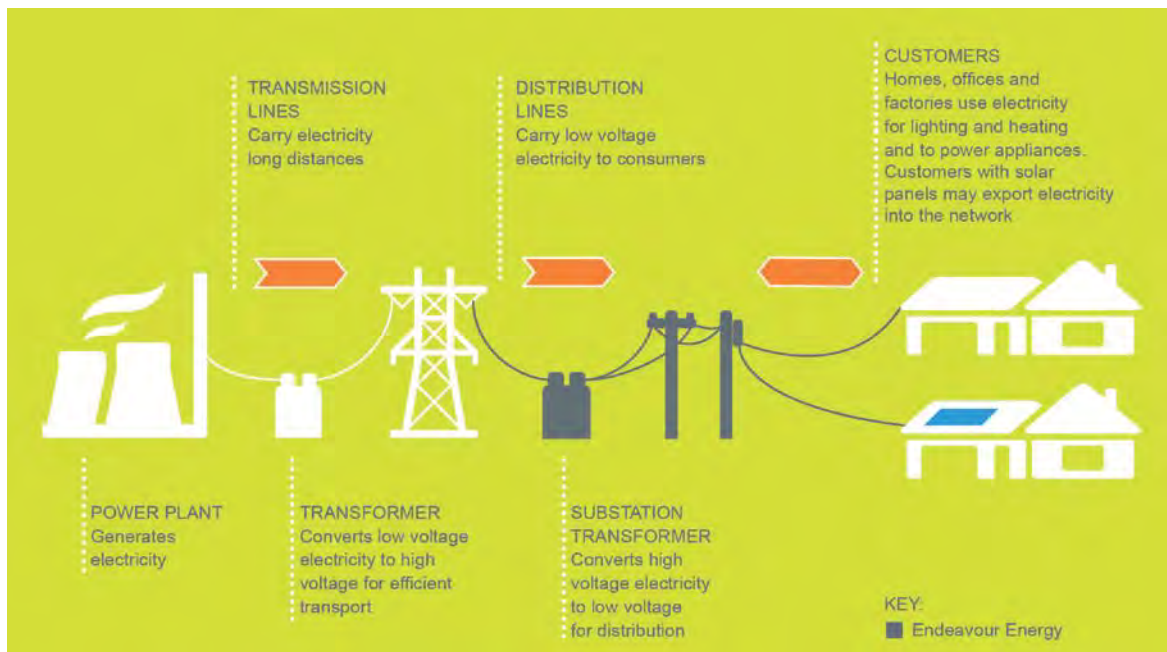 TRANSMISSION
LINES
Carry electricity
long distances
DISTRIBUTION
LINES
Carry low voltage
electricity to consumers
CUSTOMERS
Homes, offices and
factories use electricity
for lighting and heating
and to power appliances.
Customers with solar
panels may export electricity
into the network
POWER PLANT
Generates
electricity
TRANSFORMER
Converts low voltage
electricity to high
voltage for efficient
transport
SUBSTATION
TRANSFORMER
Converts high
voltage electricity
to low voltage
for distribution
KEY:
Endeavour Energy